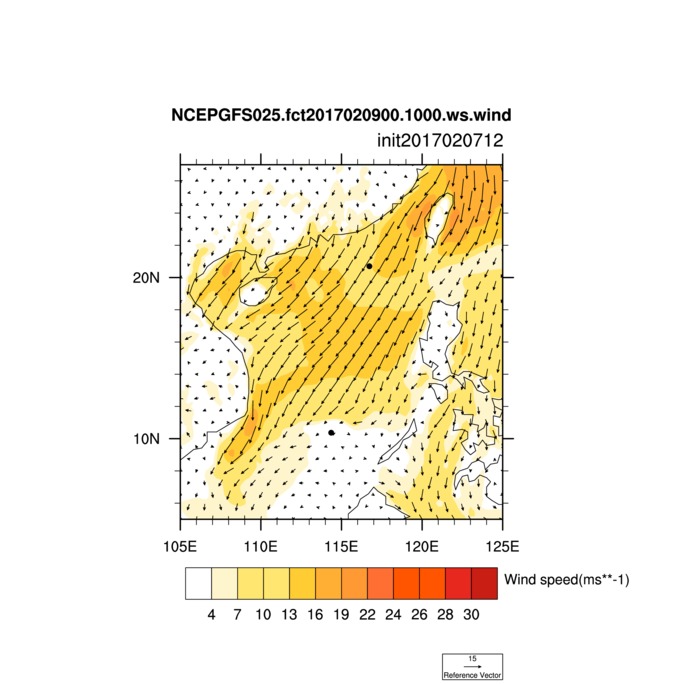 NCEPGFS025.fct2017020900.1000.ws.wind
init2017020712
20N
10N
105E 110E 115E 120E 125E
Wind speed(ms**-1)
4 7 10 13 16 19 22 24 26 28 30
15
Reference Vector